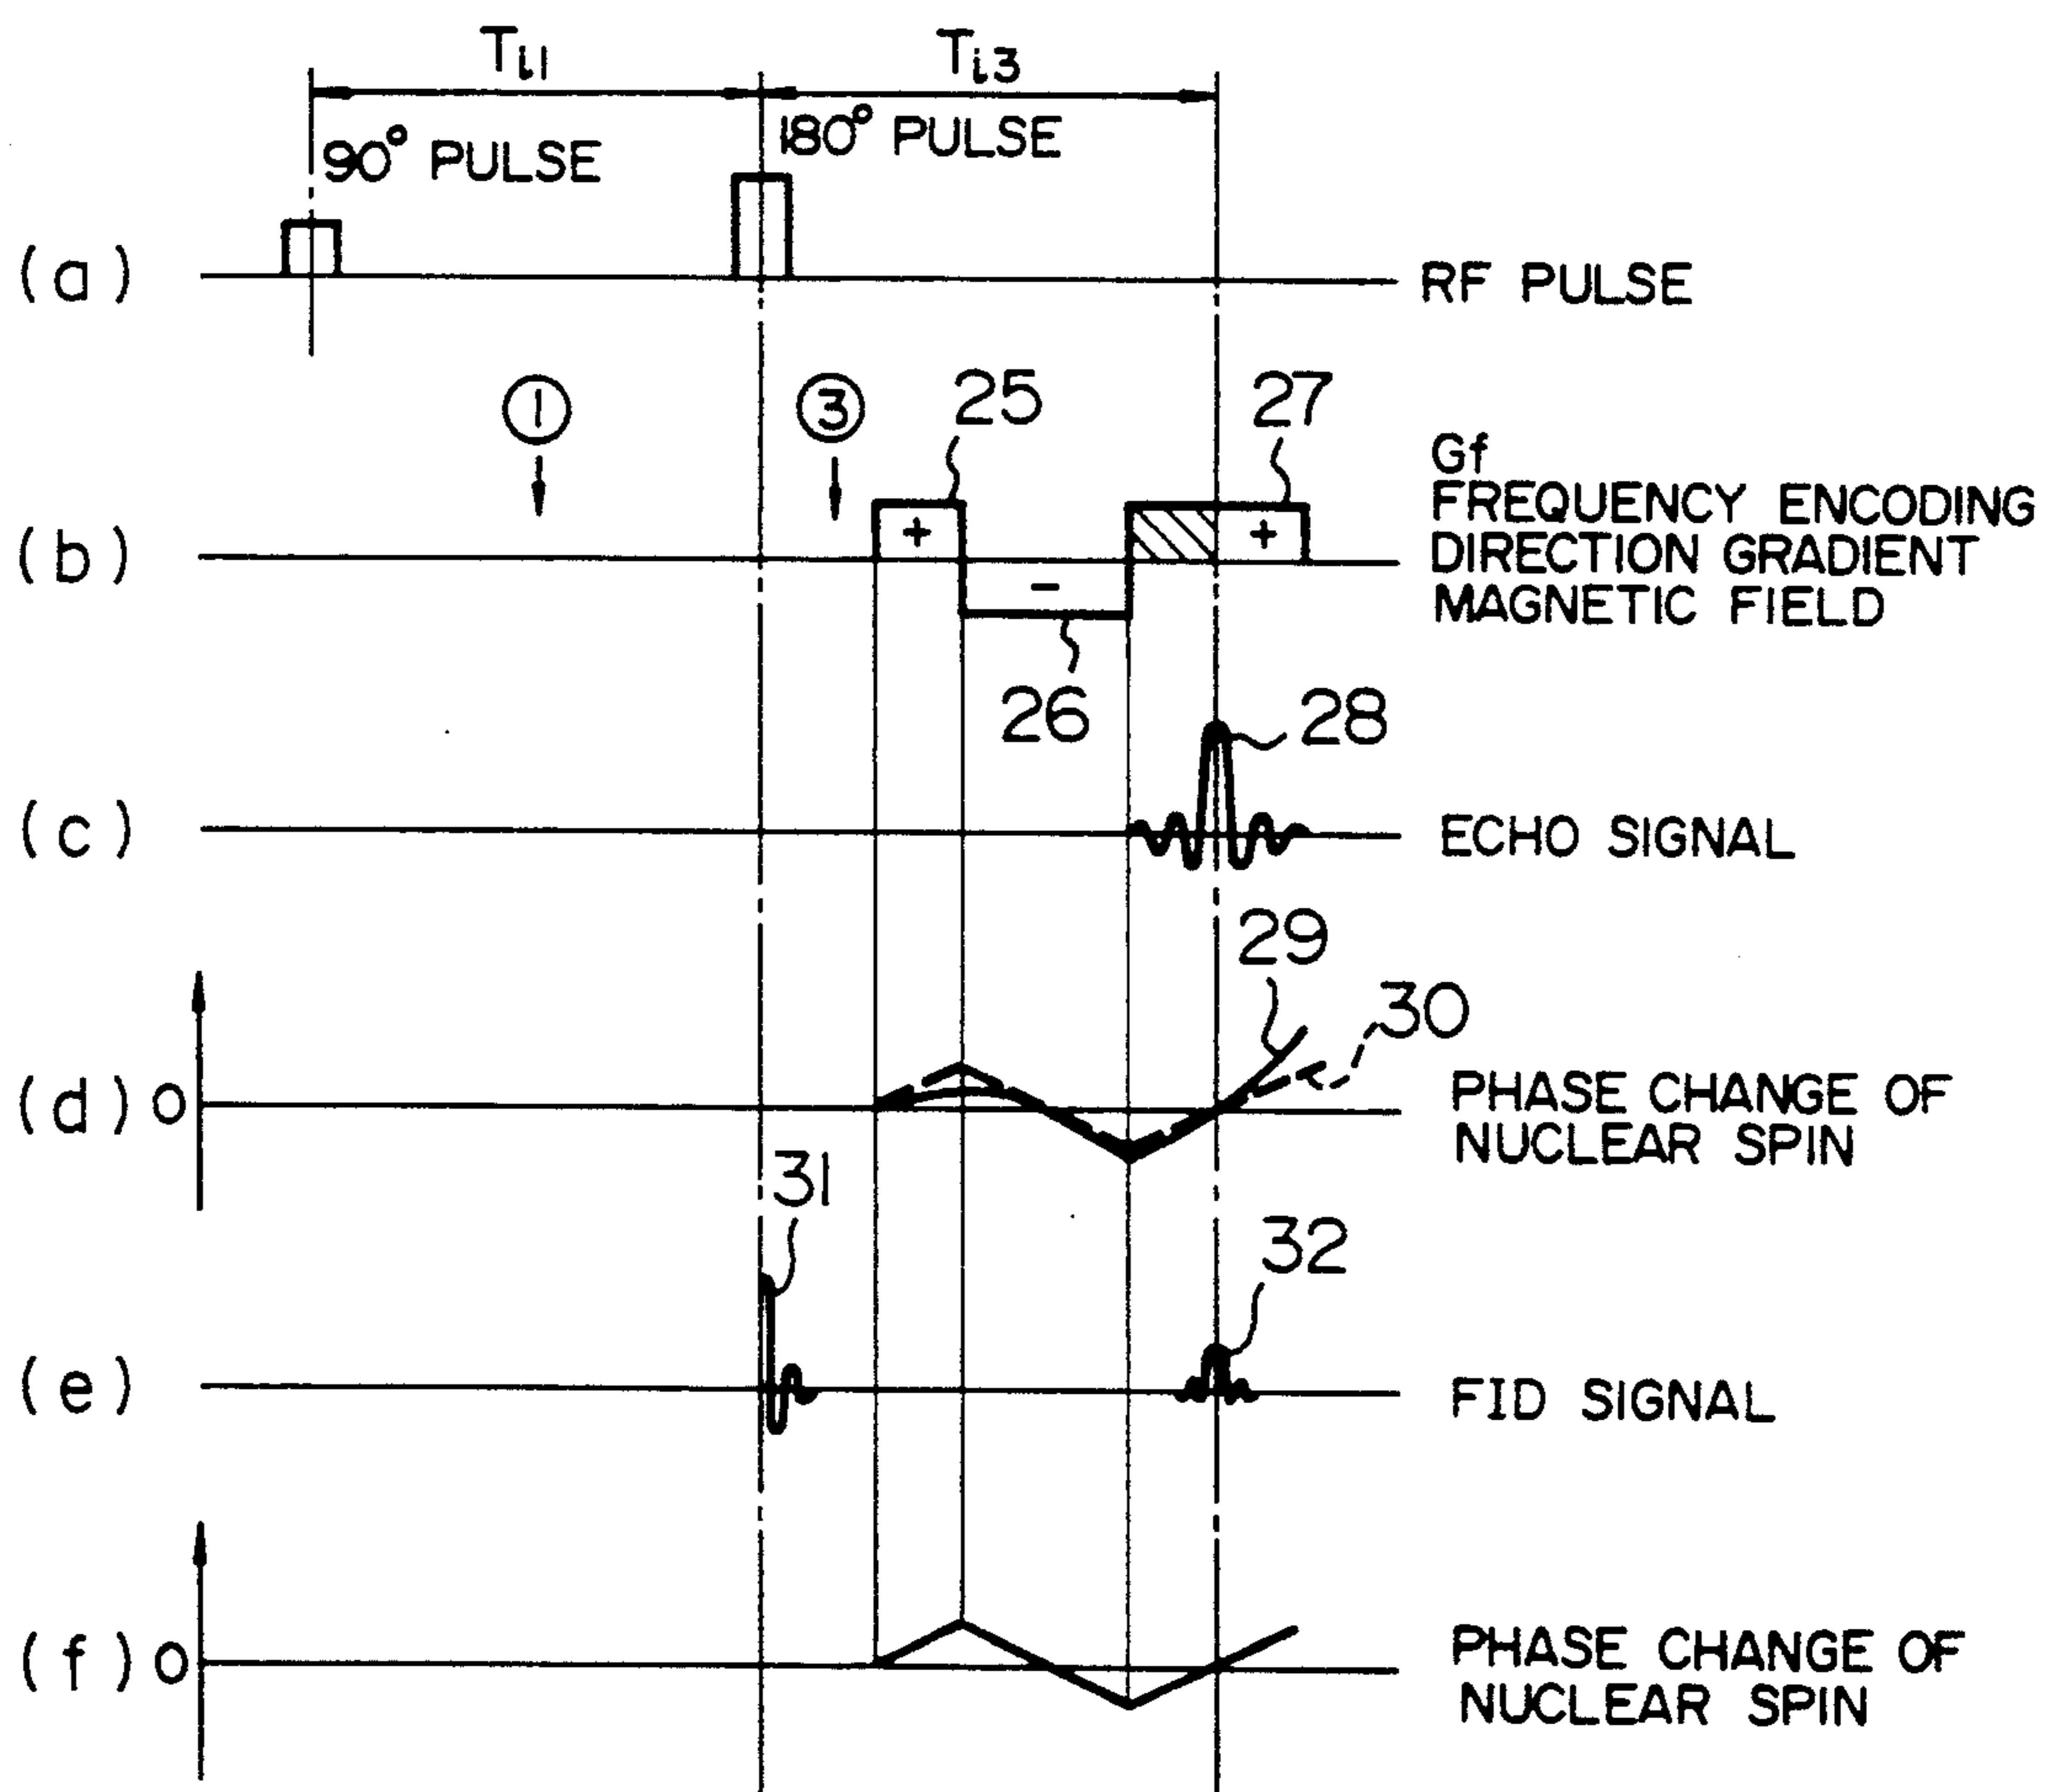 Ti1 Ti3
90° PULSE 180° PULSE
(a) RF PULSE
① ③ 25 27
(b) + - +
Gf
FREQUENCY ENCODING
DIRECTION GRADIENT
MAGNETIC FIELD
26 28
(c) ECHO SIGNAL
29
30
(d) 0 PHASE CHANGE OF
NUCLEAR SPIN
31 32
(e) FID SIGNAL
(f) 0 PHASE CHANGE OF
NUCLEAR SPIN